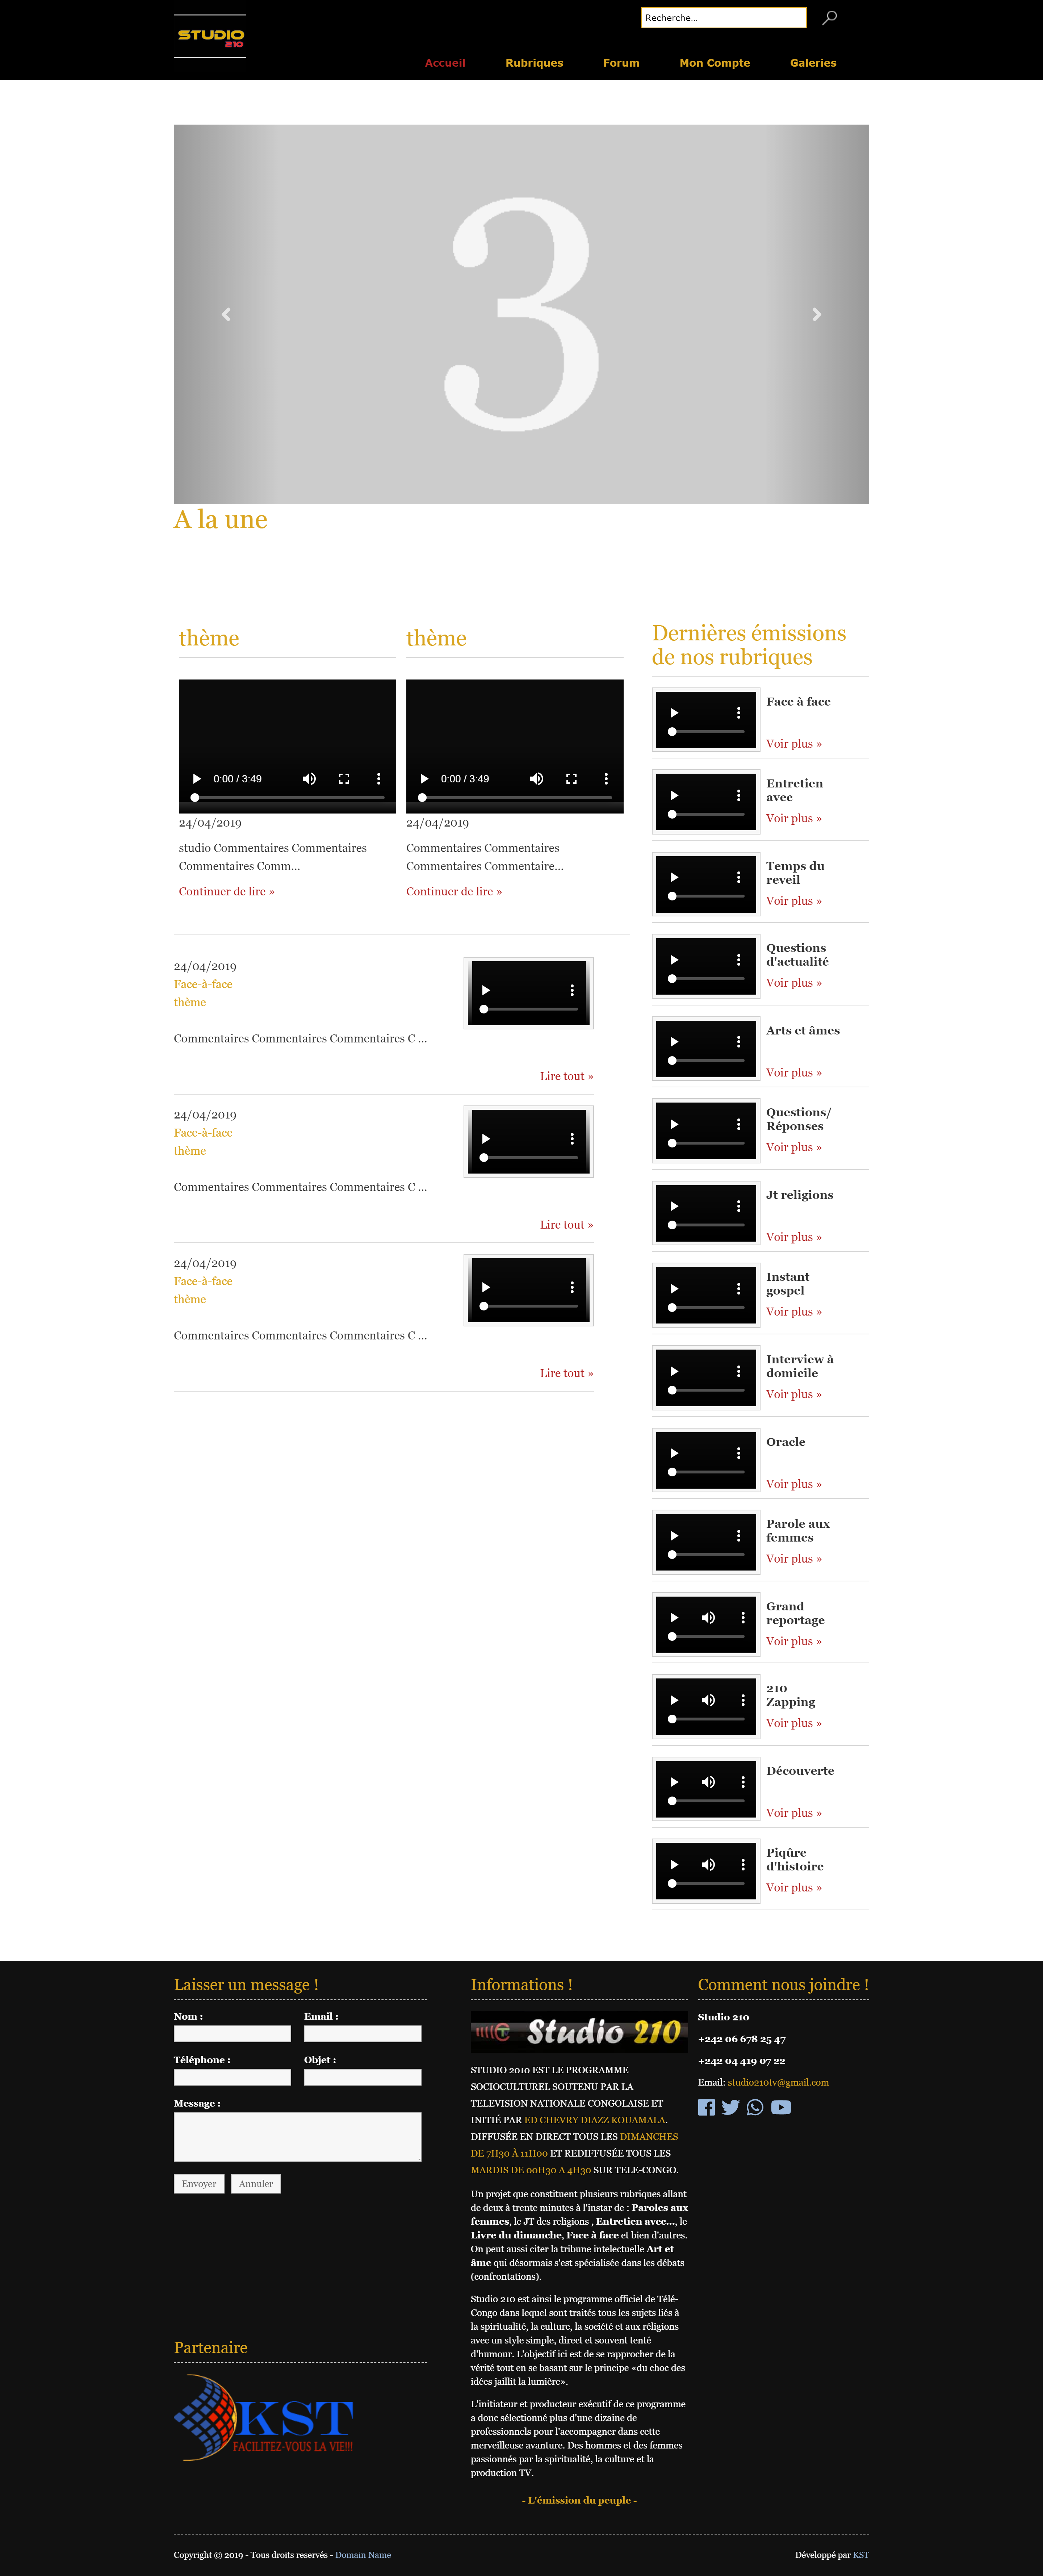 STUDIO
210
Recherche...
Accueil Rubriques Forum Mon Compte Galeries
3
A la une
thème
0:00 / 3:49
24/04/2019
studio Commentaires Commentaires
Commentaires Comm...
Continuer de lire »
thème
0:00 / 3:49
24/04/2019
Commentaires Commentaires
Commentaires Commentaire...
Continuer de lire »
24/04/2019
Face-à-face
thème
Commentaires Commentaires Commentaires C ...
Lire tout »
24/04/2019
Face-à-face
thème
Commentaires Commentaires Commentaires C ...
Lire tout »
24/04/2019
Face-à-face
thème
Commentaires Commentaires Commentaires C ...
Lire tout »
Dernières émissions
de nos rubriques
Face à face
Voir plus »
Entretien
avec
Voir plus »
Temps du
reveil
Voir plus »
Questions
d'actualité
Voir plus »
Arts et âmes
Voir plus »
Questions/
Réponses
Voir plus »
Jt religions
Voir plus »
Instant
gospel
Voir plus »
Interview à
domicile
Voir plus »
Oracle
Voir plus »
Parole aux
femmes
Voir plus »
Grand
reportage
Voir plus »
210
Zapping
Voir plus »
Découverte
Voir plus »
Piqûre
d'histoire
Voir plus »
Laisser un message !
Nom : Email :
Téléphone : Objet :
Message :
Envoyer Annuler
Partenaire
KST
FACILITEZ-VOUS LA VIE!!!
Informations !
Studio 210
STUDIO 2010 EST LE PROGRAMME
SOCIOCULTUREL SOUTENU PAR LA
TELEVISION NATIONALE CONGOLAISE ET
INITIÉ PAR ED CHEVRY DIAZZ KOUAMALA.
DIFFUSÉE EN DIRECT TOUS LES DIMANCHES
DE 7H30 À 11H00 ET REDIFFUSÉE TOUS LES
MARDIS DE 00H30 A 4H30 SUR TELE-CONGO.
Un projet que constituent plusieurs rubriques allant
de deux à trente minutes à l'instar de : Paroles aux
femmes, le JT des religions , Entretien avec..., le
Livre du dimanche, Face à face et bien d'autres.
On peut aussi citer la tribune intelectuelle Art et
âme qui désormais s'est spécialisée dans les débats
(confrontations).
Studio 210 est ainsi le programme officiel de Télé-
Congo dans lequel sont traités tous les sujets liés à
la spiritualité, la culture, la société et aux réligions
avec un style simple, direct et souvent tenté
d'humour. L'objectif ici est de se rapprocher de la
vérité tout en se basant sur le principe «du choc des
idées jaillit la lumière».
L'initiateur et producteur exécutif de ce programme
a donc sélectionné plus d'une dizaine de
professionnels pour l'accompagner dans cette
merveilleuse avanture. Des hommes et des femmes
passionnés par la spiritualité, la culture et la
production TV.
- L'émission du peuple -
Comment nous joindre !
Studio 210
+242 06 678 25 47
+242 04 419 07 22
Email: studio210tv@gmail.com
Copyright © 2019 - Tous droits reservés - Domain Name
Développé par KST